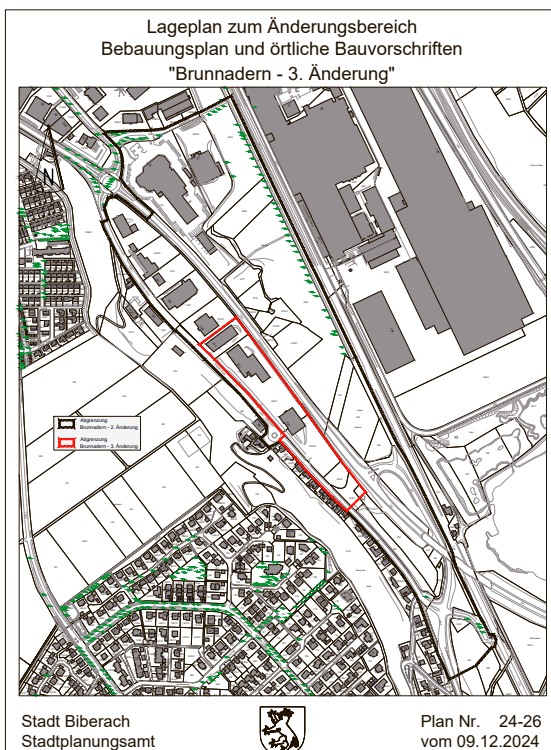 Lageplan zum Änderungsbereich
Bebauungsplan und örtliche Bauvorschriften
"Brunnadern - 3. Änderung"
N
Abgrenzung
Brunnadern - 2. Änderung
Abgrenzung
Brunnadern - 3. Änderung
Stadt Biberach
Stadtplanungsamt
Plan Nr. 24-26
vom 09.12.2024